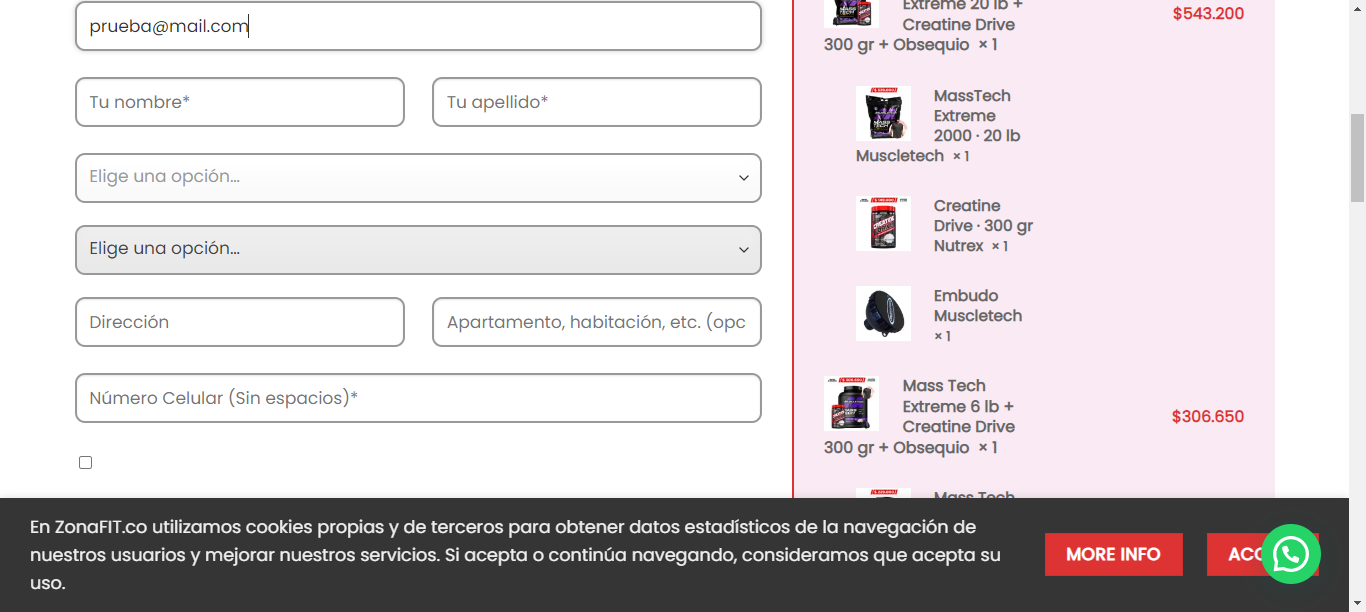 prueba@mail.com
Tu nombre*
Tu apellido*
Elige una opción...
Elige una opción...
Dirección
Apartamento, habitación, etc. (opc
Número Celular (Sin espacios)*
Extreme 20 lb +
Creatine Drive
300 gr + Obsequio × 1
$543.200
MassTech
Extreme
2000 · 20 lb
Muscletech × 1
Creatine
Drive · 300 gr
Nutrex × 1
Embudo
Muscletech
× 1
Mass Tech
Extreme 6 lb +
Creatine Drive
300 gr + Obsequio × 1
$306.650
Mass Tech
En ZonaFIT.co utilizamos cookies propias y de terceros para obtener datos estadísticos de la navegación de
nuestros usuarios y mejorar nuestros servicios. Si acepta o continúa navegando, consideramos que acepta su
uso.
MORE INFO